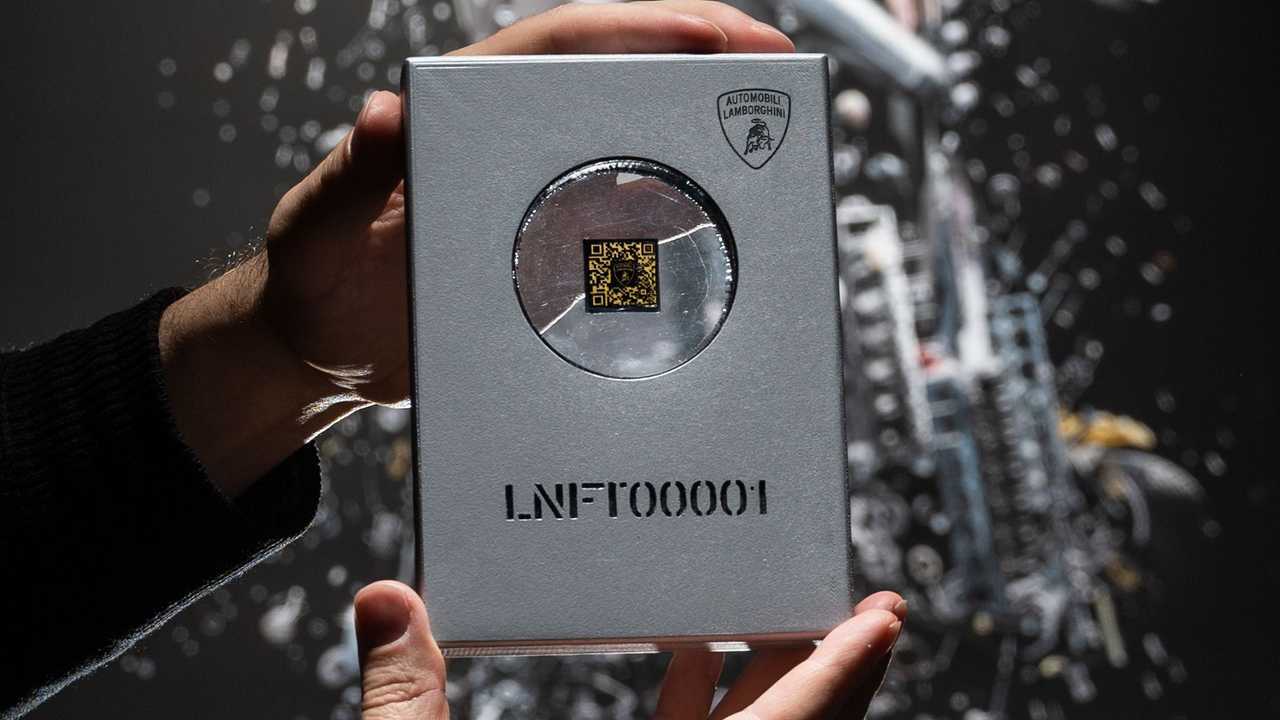 AUTOMOBILI
LAMBORGHINI
LNFT00001